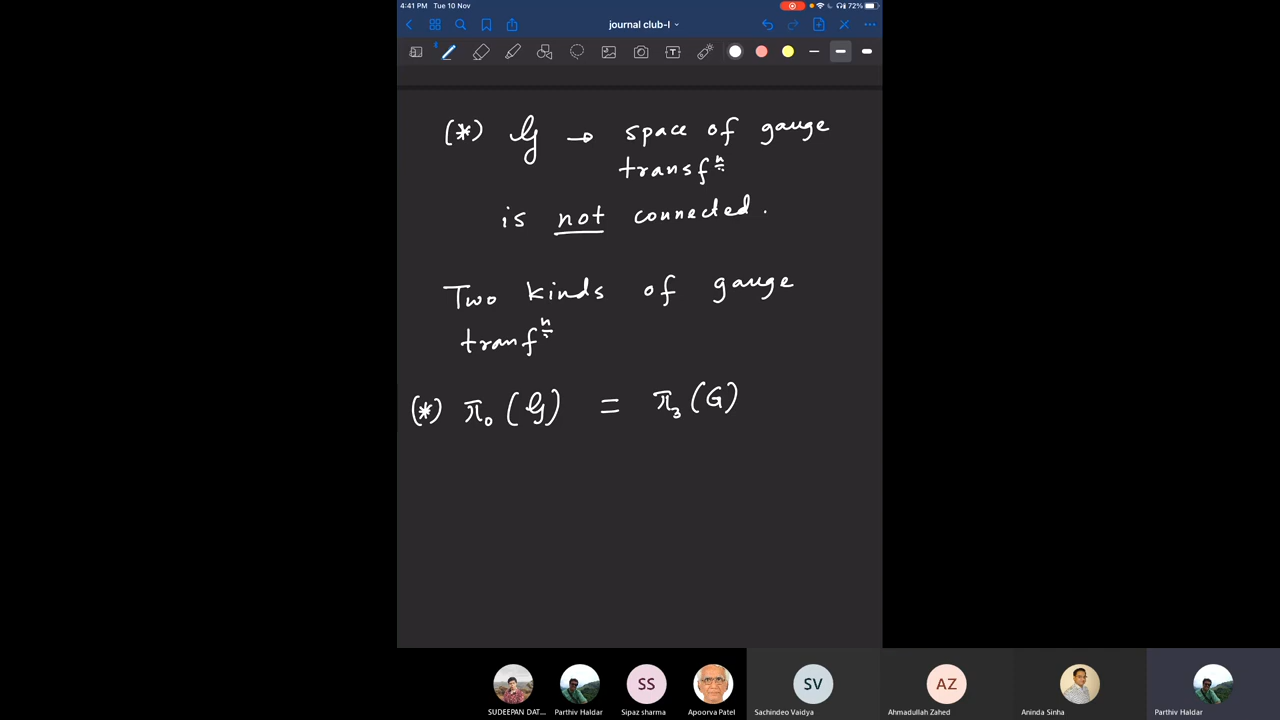 4:41 PM Tue 10 Nov
72%
journal club-I
(*) 𝒢 → space of gauge
transfⁿ
is not connected.
Two kinds of gauge
tranfⁿ
(*) π₀(𝒢) = π₃(G)
SS
SV
AZ
SUDEEPAN DAT...
Parthiv Haldar
Sipaz sharma
Apoorva Patel
Sachindeo Vaidya
Ahmadullah Zahed
Aninda Sinha
Parthiv Haldar